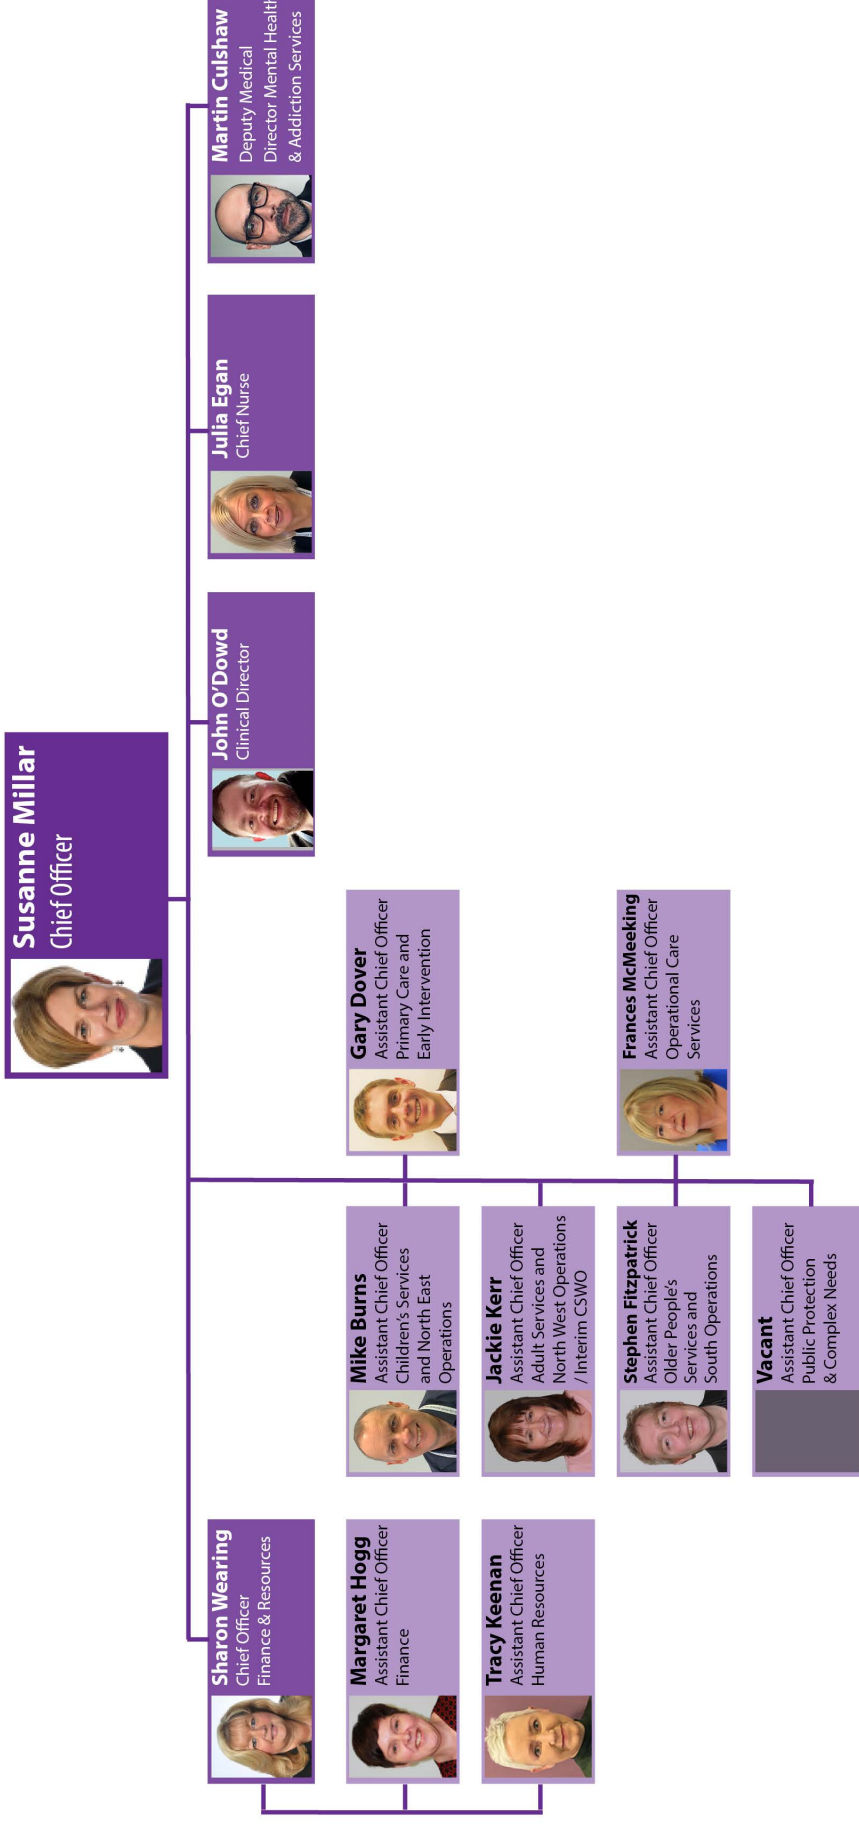 Susanne Millar
Chief Officer
Sharon Wearing
Chief Officer
Finance & Resources
John O’Dowd
Clinical Director
Julia Egan
Chief Nurse
Martin Culshaw
Deputy Medical
Director Mental Health
& Addiction Services
Margaret Hogg
Assistant Chief Officer
Finance
Mike Burns
Assistant Chief Officer
Children’s Services
and North East
Operations
Gary Dover
Assistant Chief Officer
Primary Care and
Early Intervention
Tracy Keenan
Assistant Chief Officer
Human Resources
Jackie Kerr
Assistant Chief Officer
Adult Services and
North West Operations
/ Interim CSWO
Stephen Fitzpatrick
Assistant Chief Officer
Older People’s
Services and
South Operations
Frances McMeeking
Assistant Chief Officer
Operational Care
Services
Vacant
Assistant Chief Officer
Public Protection
& Complex Needs